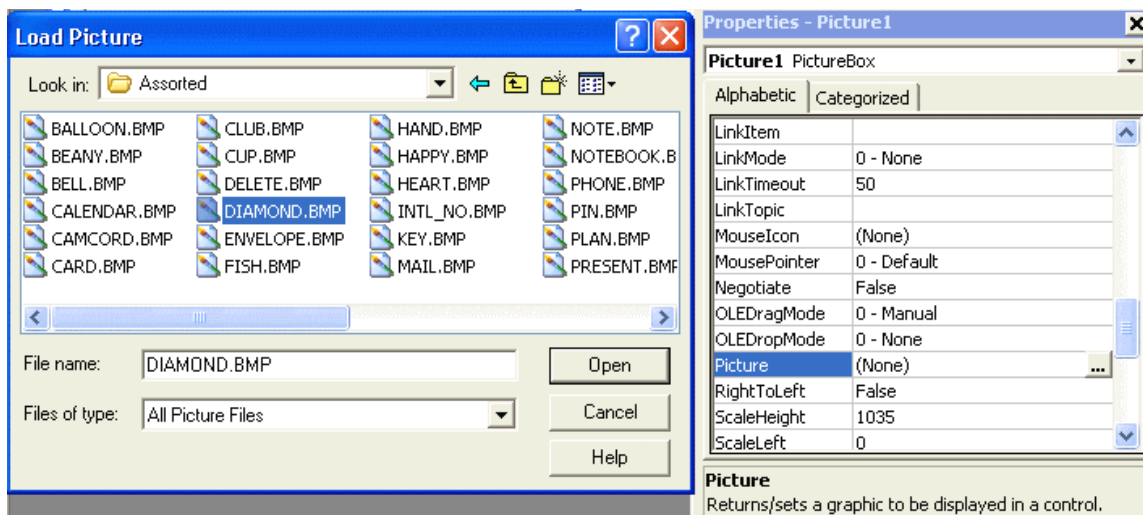 Load Picture
Look in: Assorted
BALLOON.BMP CLUB.BMP HAND.BMP NOTE.BMP
BEANY.BMP CUP.BMP HAPPY.BMP NOTEBOOK.B
BELL.BMP DELETE.BMP HEART.BMP PHONE.BMP
CALENDAR.BMP DIAMOND.BMP INTL_NO.BMP PIN.BMP
CAMCORD.BMP ENVELOPE.BMP KEY.BMP PLAN.BMP
CARD.BMP FISH.BMP MAIL.BMP PRESENT.BMF
File name: DIAMOND.BMP Open
Files of type: All Picture Files Cancel
Help
Properties - Picture1
Picture1 PictureBox
Alphabetic Categorized
LinkItem
LinkMode 0 - None
LinkTimeout 50
LinkTopic
MouseIcon (None)
MousePointer 0 - Default
Negotiate False
OLEDragMode 0 - Manual
OLEDropMode 0 - None
Picture (None) ...
RightToLeft False
ScaleHeight 1035
ScaleLeft 0
Picture
Returns/sets a graphic to be displayed in a control.